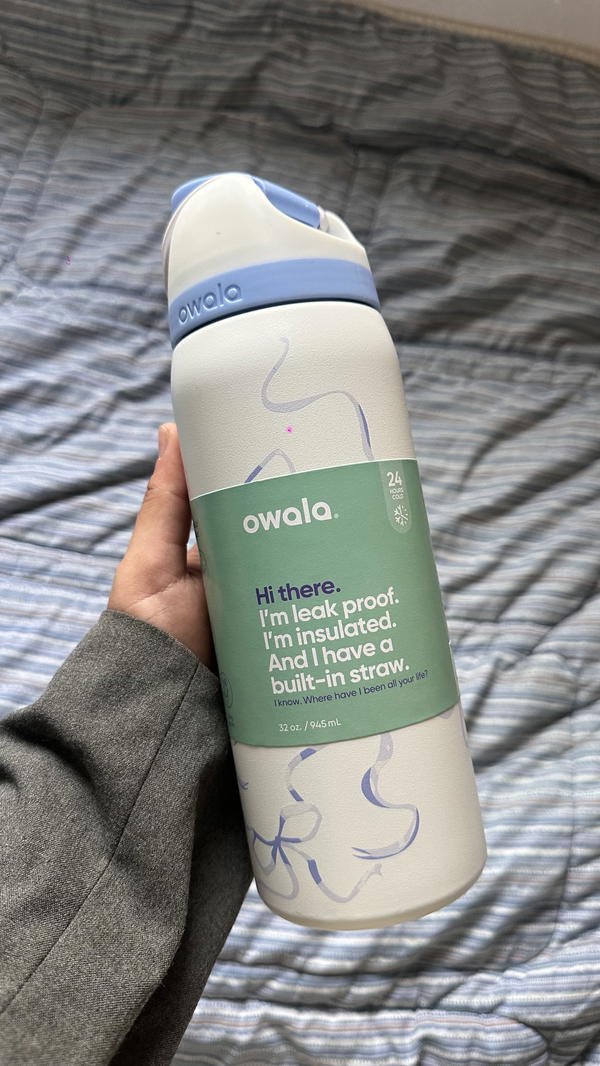 owala
owala®
24
HOURS
COLD
Hi there.
I'm leak proof.
I'm insulated.
And I have a
built-in straw.
I know. Where have I been all your life?
32 oz. / 945 mL